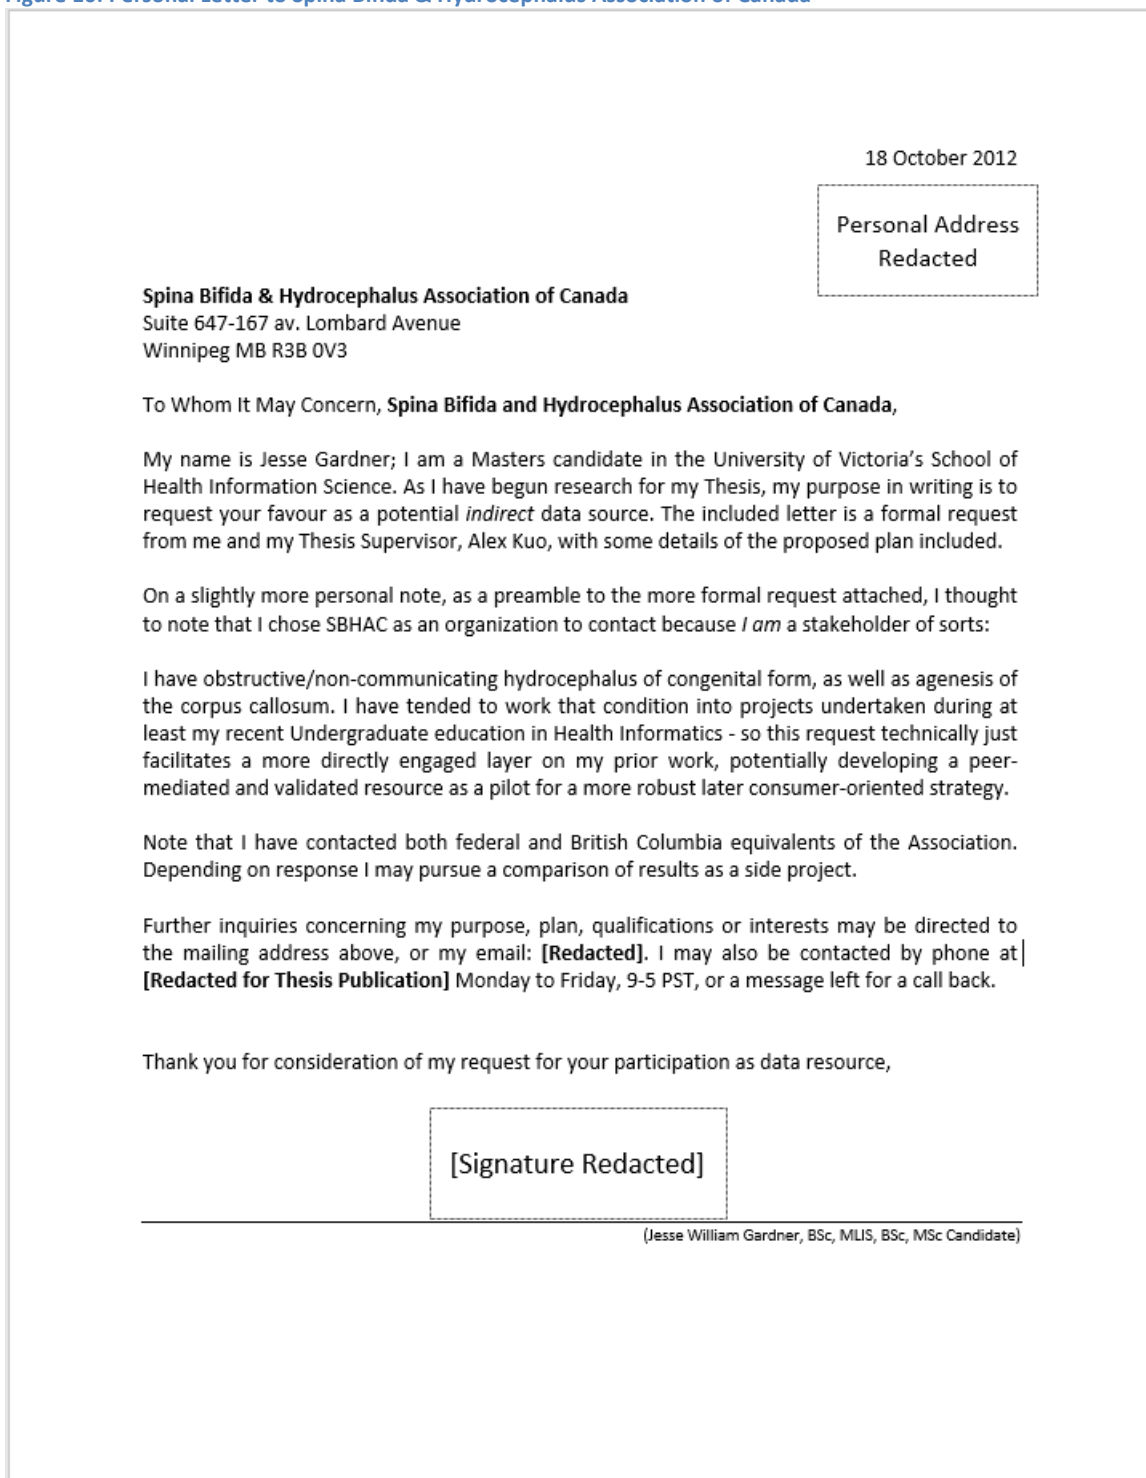 Figure 10: Personal Letter to Spina Bifida & Hydrocephalus Association of Canada
18 October 2012
Personal Address
Redacted
Spina Bifida & Hydrocephalus Association of Canada
Suite 647-167 av. Lombard Avenue
Winnipeg MB R3B 0V3
To Whom It May Concern, Spina Bifida and Hydrocephalus Association of Canada,
My name is Jesse Gardner; I am a Masters candidate in the University of Victoria's School of
Health Information Science. As I have begun research for my Thesis, my purpose in writing is to
request your favour as a potential indirect data source. The included letter is a formal request
from me and my Thesis Supervisor, Alex Kuo, with some details of the proposed plan included.
On a slightly more personal note, as a preamble to the more formal request attached, I thought
to note that I chose SBHAC as an organization to contact because I am a stakeholder of sorts:
I have obstructive/non-communicating hydrocephalus of congenital form, as well as agenesis of
the corpus callosum. I have tended to work that condition into projects undertaken during at
least my recent Undergraduate education in Health Informatics - so this request technically just
facilitates a more directly engaged layer on my prior work, potentially developing a peer-
mediated and validated resource as a pilot for a more robust later consumer-oriented strategy.
Note that I have contacted both federal and British Columbia equivalents of the Association.
Depending on response I may pursue a comparison of results as a side project.
Further inquiries concerning my purpose, plan, qualifications or interests may be directed to
the mailing address above, or my email: [Redacted]. I may also be contacted by phone at
[Redacted for Thesis Publication] Monday to Friday, 9-5 PST, or a message left for a call back.
Thank you for consideration of my request for your participation as data resource,
[Signature Redacted]
(Jesse William Gardner, BSc, MLIS, BSc, MSc Candidate)